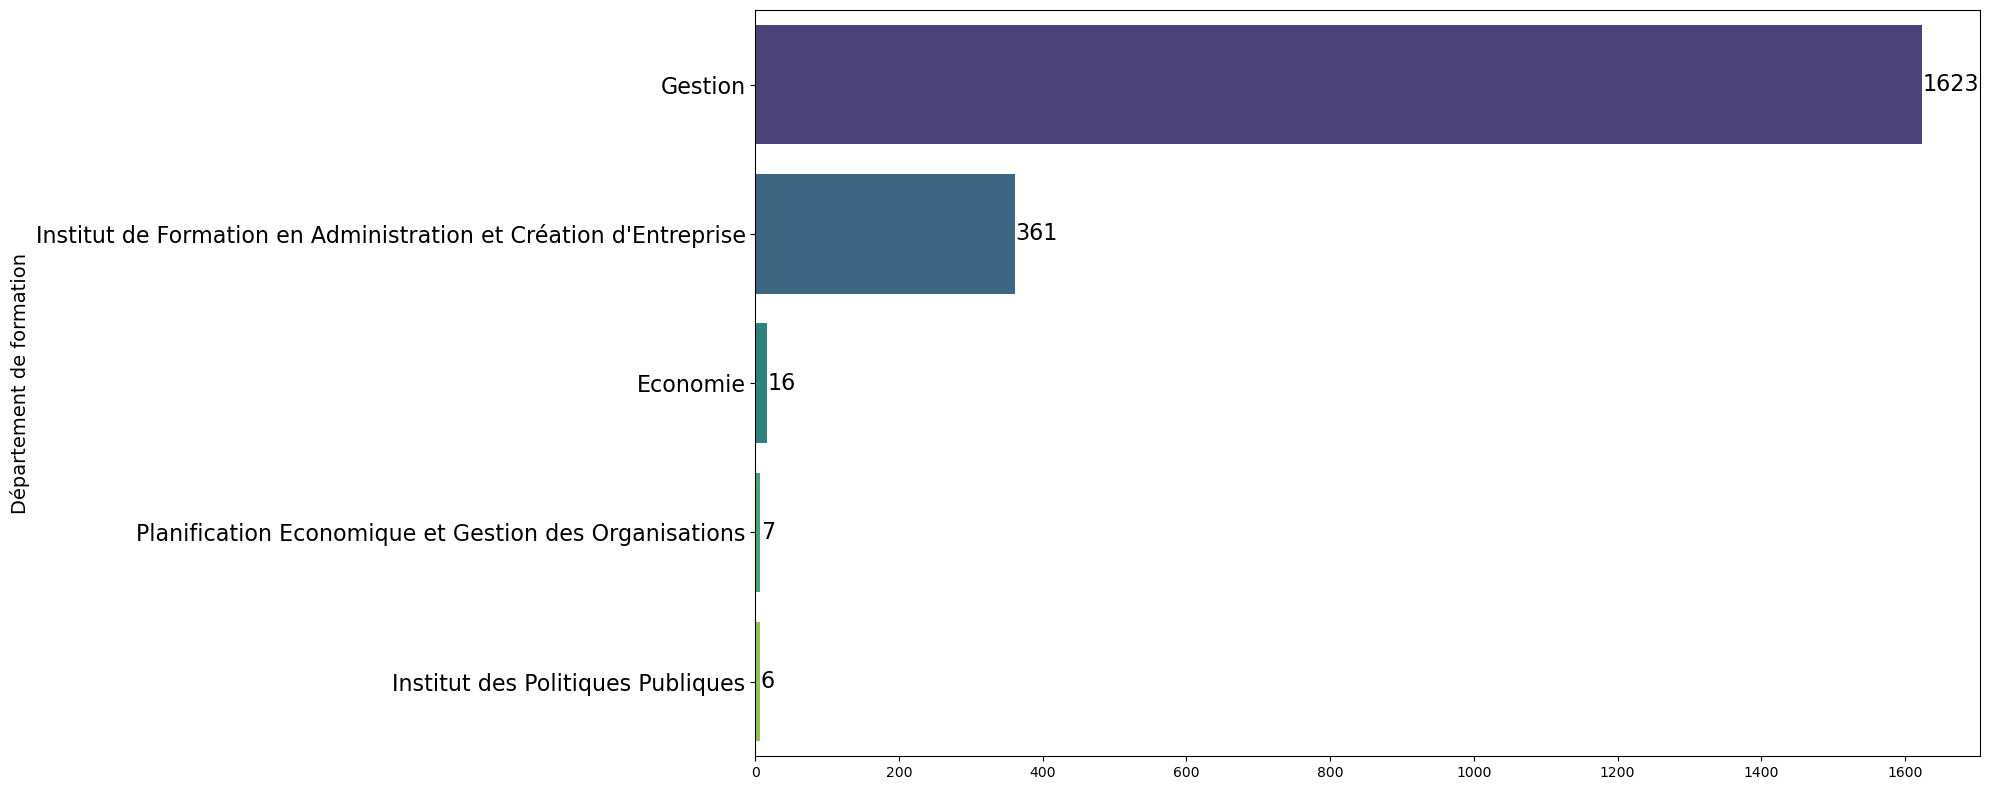 Département de formation
Gestion
1623
Institut de Formation en Administration et Création d'Entreprise
361
Economie
16
Planification Economique et Gestion des Organisations
7
Institut des Politiques Publiques
6
0 200 400 600 800 1000 1200 1400 1600